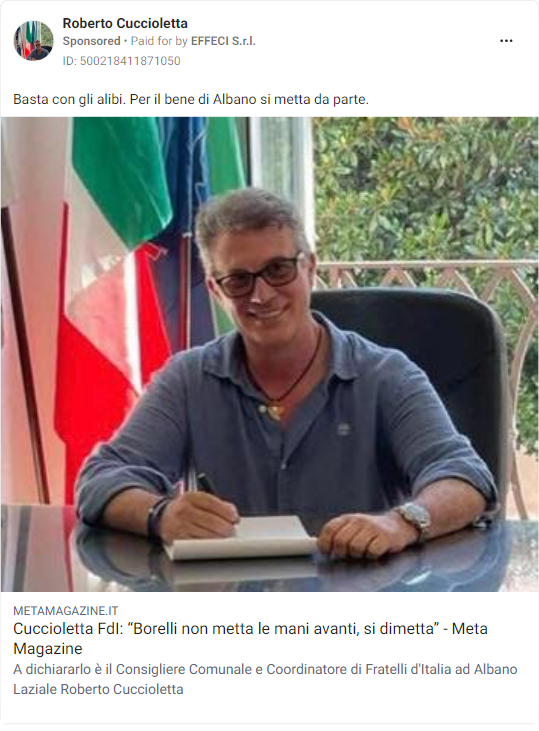 Roberto Cuccioletta
Sponsored • Paid for by EFFECI S.r.l.
ID: 500218411871050
Basta con gli alibi. Per il bene di Albano si metta da parte.
METAMAGAZINE.IT
Cuccioletta FdI: “Borelli non metta le mani avanti, si dimetta” - Meta
Magazine
A dichiararlo è il Consigliere Comunale e Coordinatore di Fratelli d'Italia ad Albano
Laziale Roberto Cuccioletta